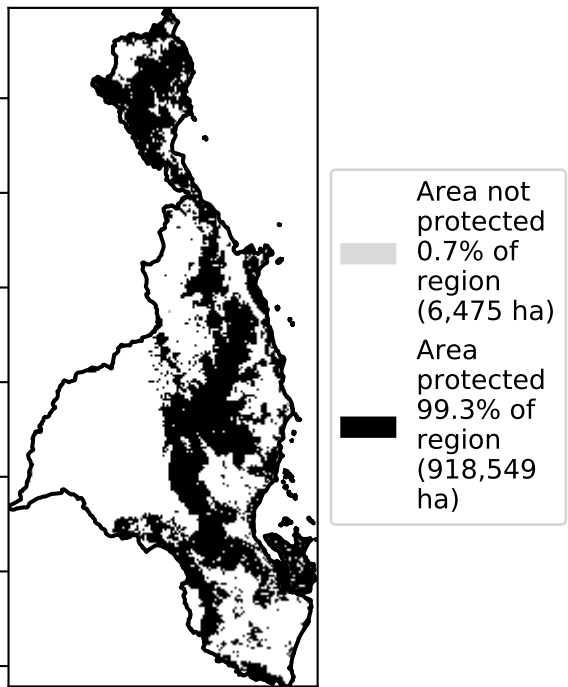 Area not
protected
0.7% of
region
(6,475 ha)
Area
protected
99.3% of
region
(918,549
ha)